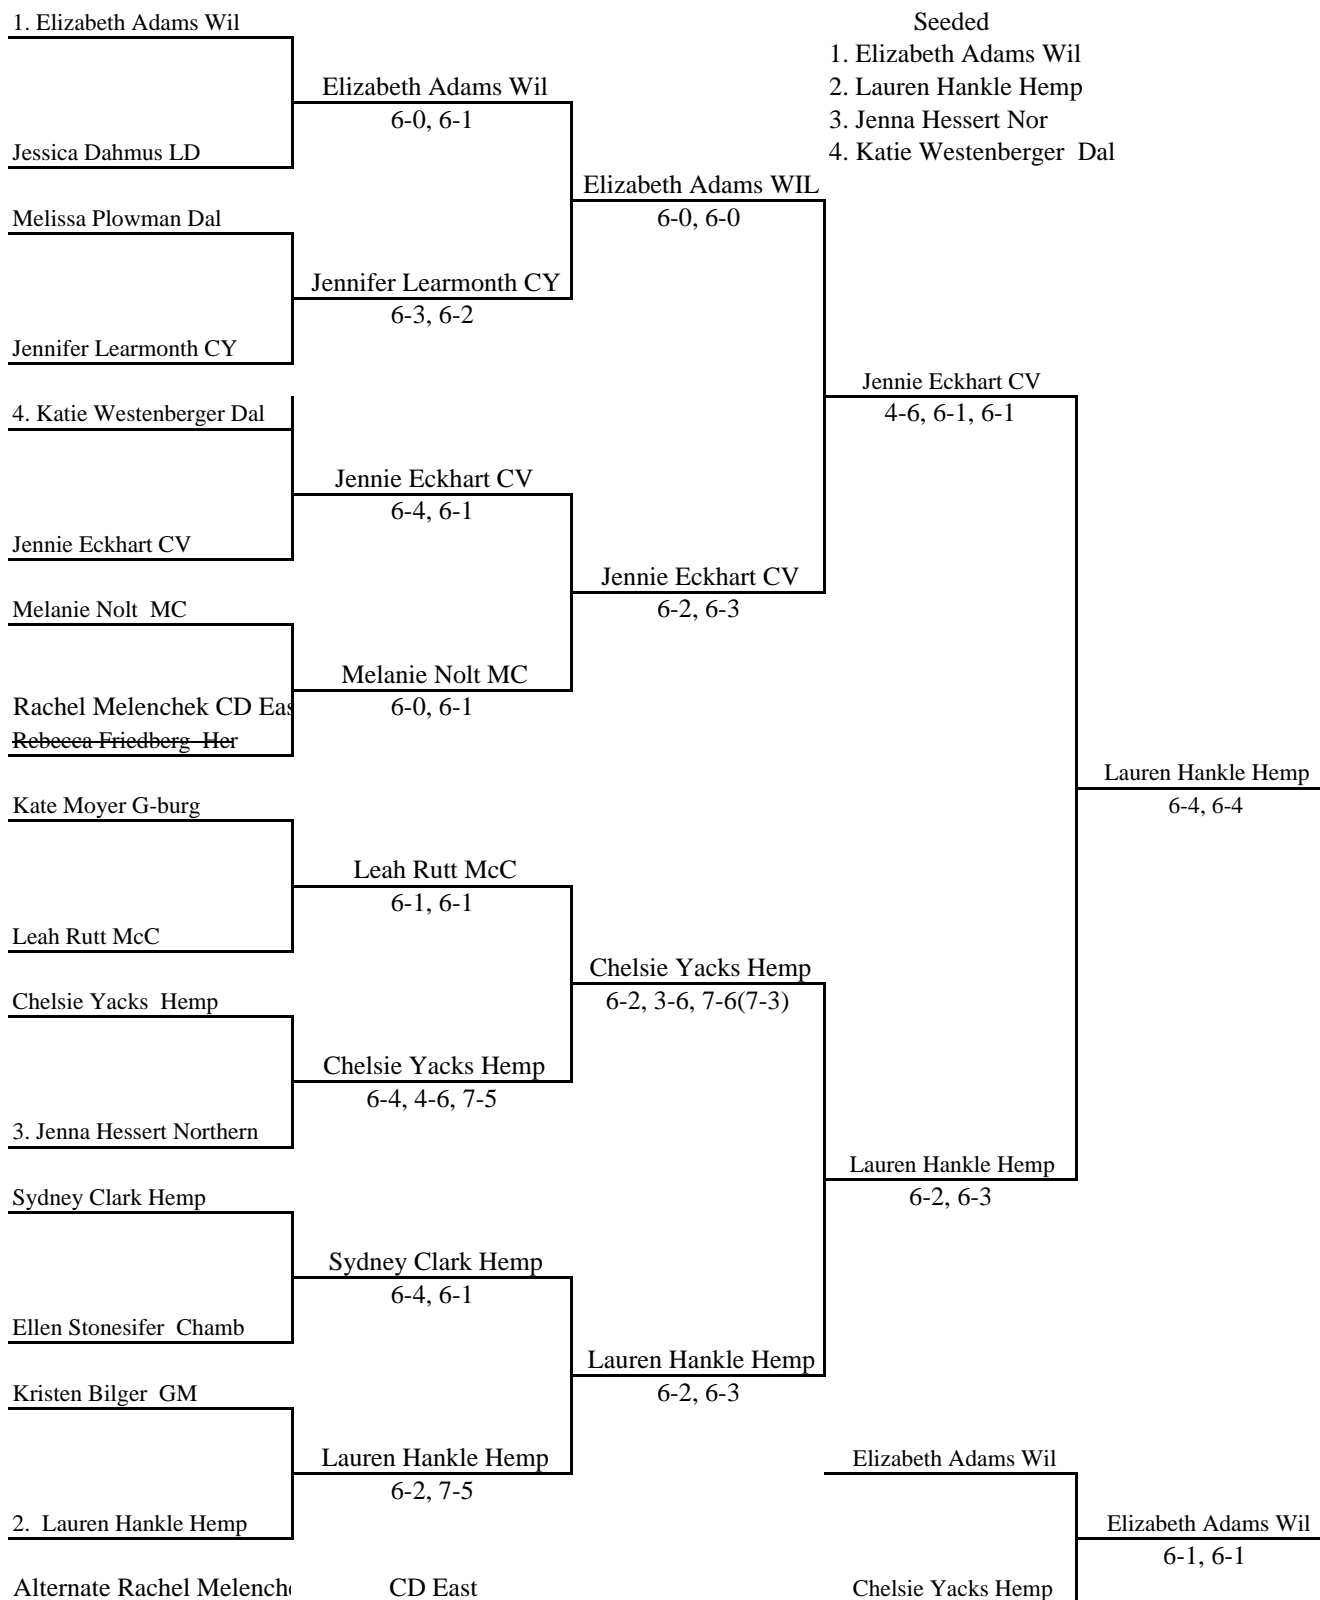 1. Elizabeth Adams Wil
Seeded
1. Elizabeth Adams Wil
Elizabeth Adams Wil
2. Lauren Hankle Hemp
6-0, 6-1
3. Jenna Hessert Nor
Jessica Dahmus LD
4. Katie Westenberger  Dal
Elizabeth Adams WIL
Melissa Plowman Dal
6-0, 6-0
Jennifer Learmonth CY
6-3, 6-2
Jennifer Learmonth CY
Jennie Eckhart CV
4. Katie Westenberger Dal
4-6, 6-1, 6-1
Jennie Eckhart CV
6-4, 6-1
Jennie Eckhart CV
Jennie Eckhart CV
Melanie Nolt  MC
6-2, 6-3
Melanie Nolt MC
Rachel Melenchek CD Eas
6-0, 6-1
Rebecca Friedberg  Her
Lauren Hankle Hemp
Kate Moyer G-burg
6-4, 6-4
Leah Rutt McC
6-1, 6-1
Leah Rutt McC
Chelsie Yacks Hemp
Chelsie Yacks  Hemp
6-2, 3-6, 7-6(7-3)
Chelsie Yacks Hemp
6-4, 4-6, 7-5
3. Jenna Hessert Northern
Lauren Hankle Hemp
Sydney Clark Hemp
6-2, 6-3
Sydney Clark Hemp
6-4, 6-1
Ellen Stonesifer  Chamb
Lauren Hankle Hemp
Kristen Bilger  GM
6-2, 6-3
Lauren Hankle Hemp
Elizabeth Adams Wil
6-2, 7-5
2.  Lauren Hankle Hemp
Elizabeth Adams Wil
6-1, 6-1
Alternate Rachel Melenche
CD East
Chelsie Yacks Hemp